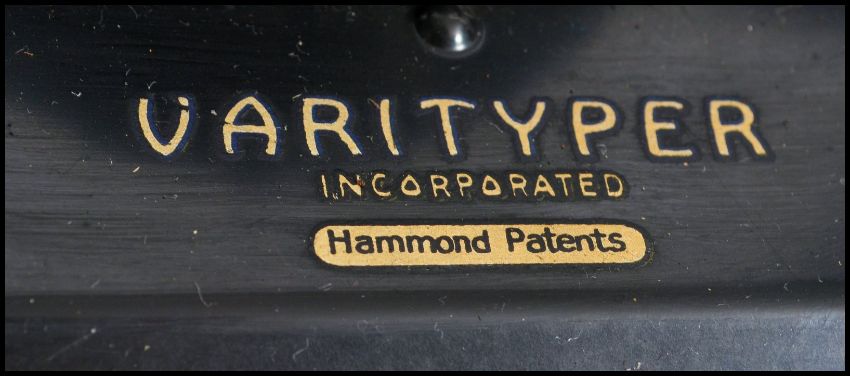 VARITYPER
INCORPORATED
Hammond Patents